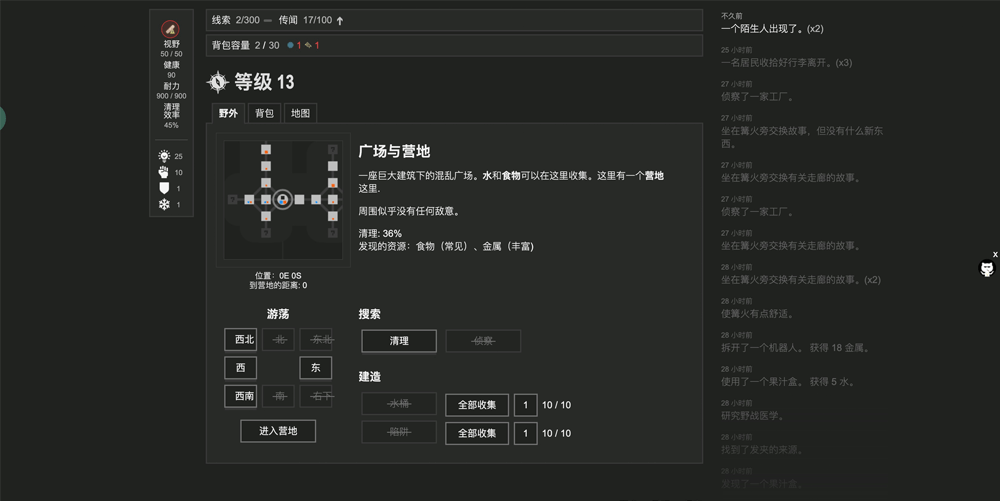 线索 2/300 传闻 17/100
背包容量 2 / 30 1 1
视野
50 / 50
健康
90
耐力
900 / 900
清理
效率
45%
25
10
1
1
等级 13
野外 背包 地图
广场与营地
一座巨大建筑下的混乱广场。水和食物可以在这里收集。这里有一个营地
这里.
周围似乎没有任何敌意。
清理: 36%
发现的资源：食物（常见）、金属（丰富)
位置： 0E 0S
到营地的距离: 0
游荡
西北 北 东北
西 东
西南 南 右下
进入营地
搜索
清理 侦察
建造
水桶 全部收集 1 10 / 10
陷阱 全部收集 1 10 / 10
不久前
一个陌生人出现了。(x2)
25 小时前
一名居民收拾好行李离开。(x3)
27 小时前
侦察了一家工厂。
27 小时前
坐在篝火旁交换故事，但没有什么新东
西。
27 小时前
坐在篝火旁交换有关走廊的故事。
27 小时前
侦察了一家工厂。
27 小时前
坐在篝火旁交换有关走廊的故事。
28 小时前
坐在篝火旁交换有关走廊的故事。(x2)
28 小时前
使篝火有点舒适。
28 小时前
拆开了一个机器人。 获得 18 金属。
28 小时前
使用了一个果汁盒。 获得 5 水。
28 小时前
研究野战医学。
28 小时前
找到了发夹的来源。
28 小时前
发现了一个果汁盒。
x